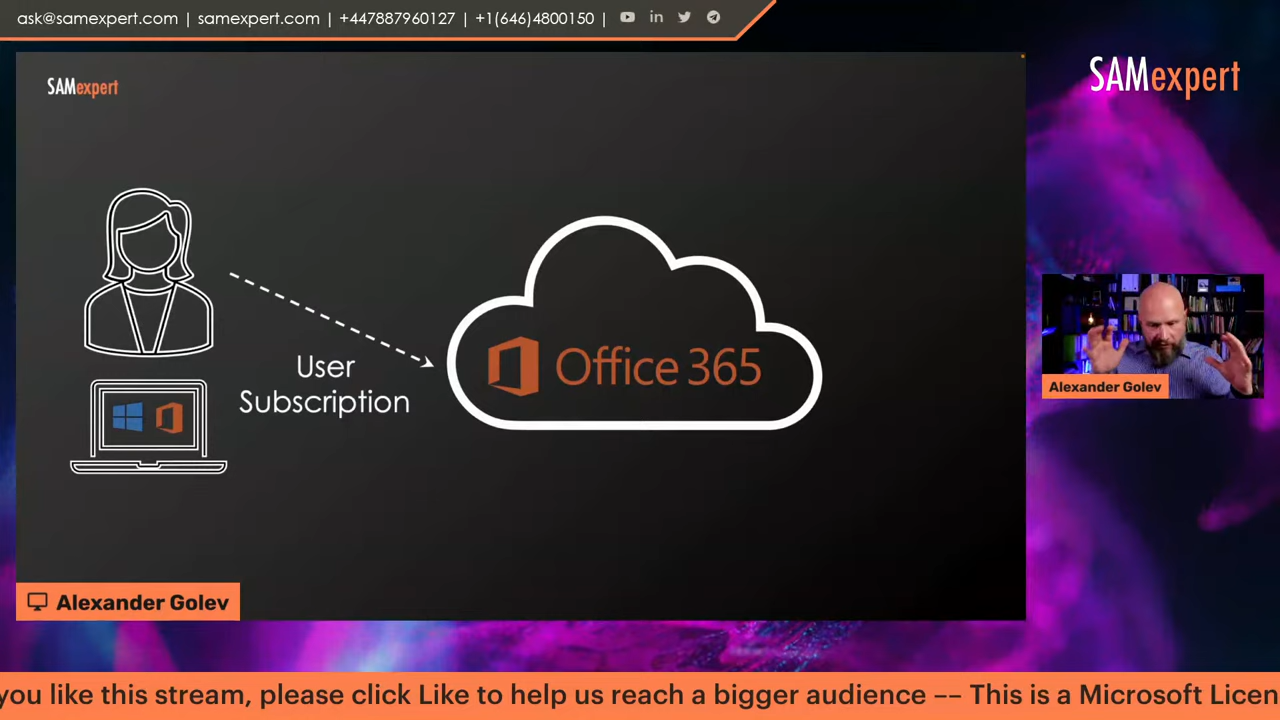 ask@samexpert.com | samexpert.com | +447887960127 | +1(646)4800150 |
SAMexpert
SAMexpert
User
Subscription
Office 365
Alexander Golev
Alexander Golev
you like this stream, please click Like to help us reach a bigger audience –– This is a Microsoft Licen